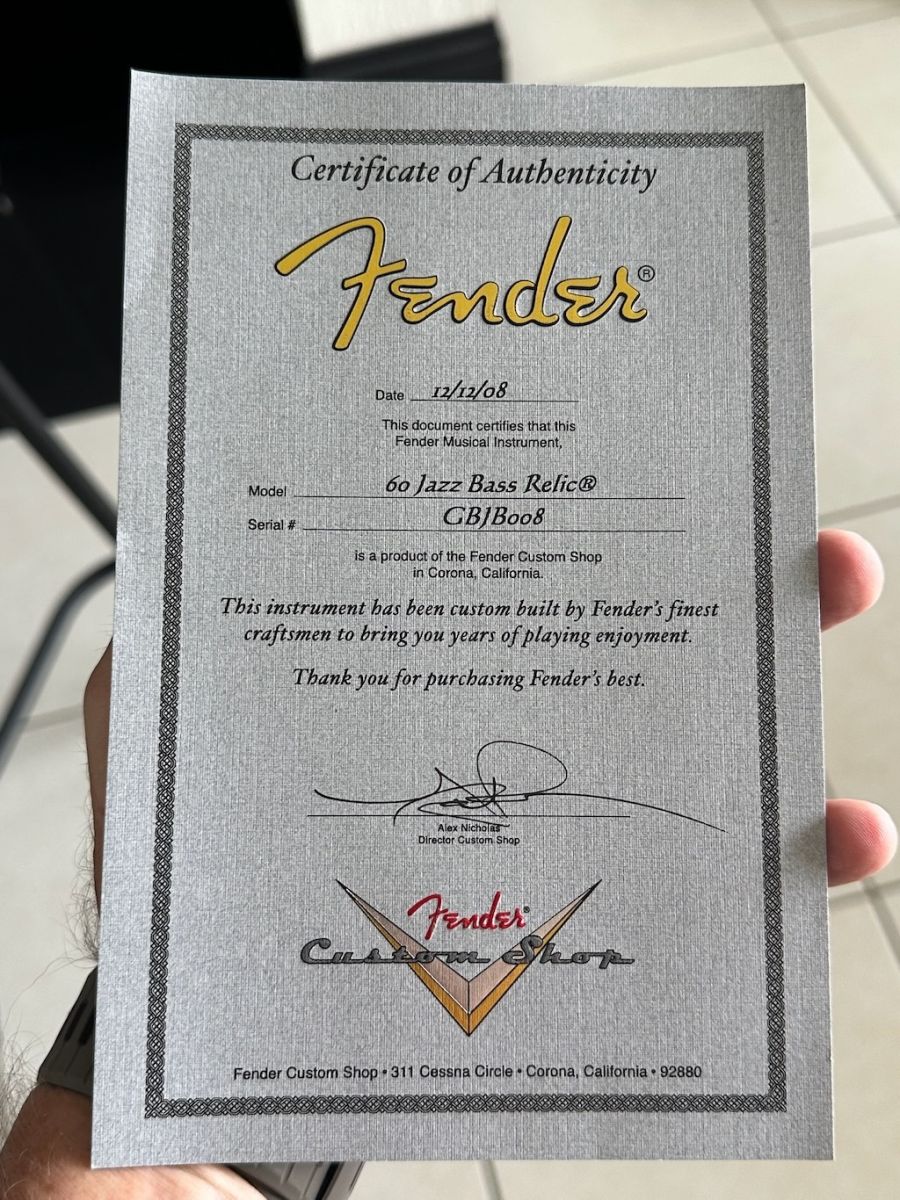 Certificate of Authenticity
Fender®
Date 12/12/08
This document certifies that this
Fender Musical Instrument,
Model 60 Jazz Bass Relic®
Serial # GBJB008
is a product of the Fender Custom Shop
in Corona, California.
This instrument has been custom built by Fender's finest
craftsmen to bring you years of playing enjoyment.
Thank you for purchasing Fender's best.
Alex Nicholas
Director Custom Shop
Fender®
Custom Shop
Fender Custom Shop • 311 Cessna Circle • Corona, California • 92880